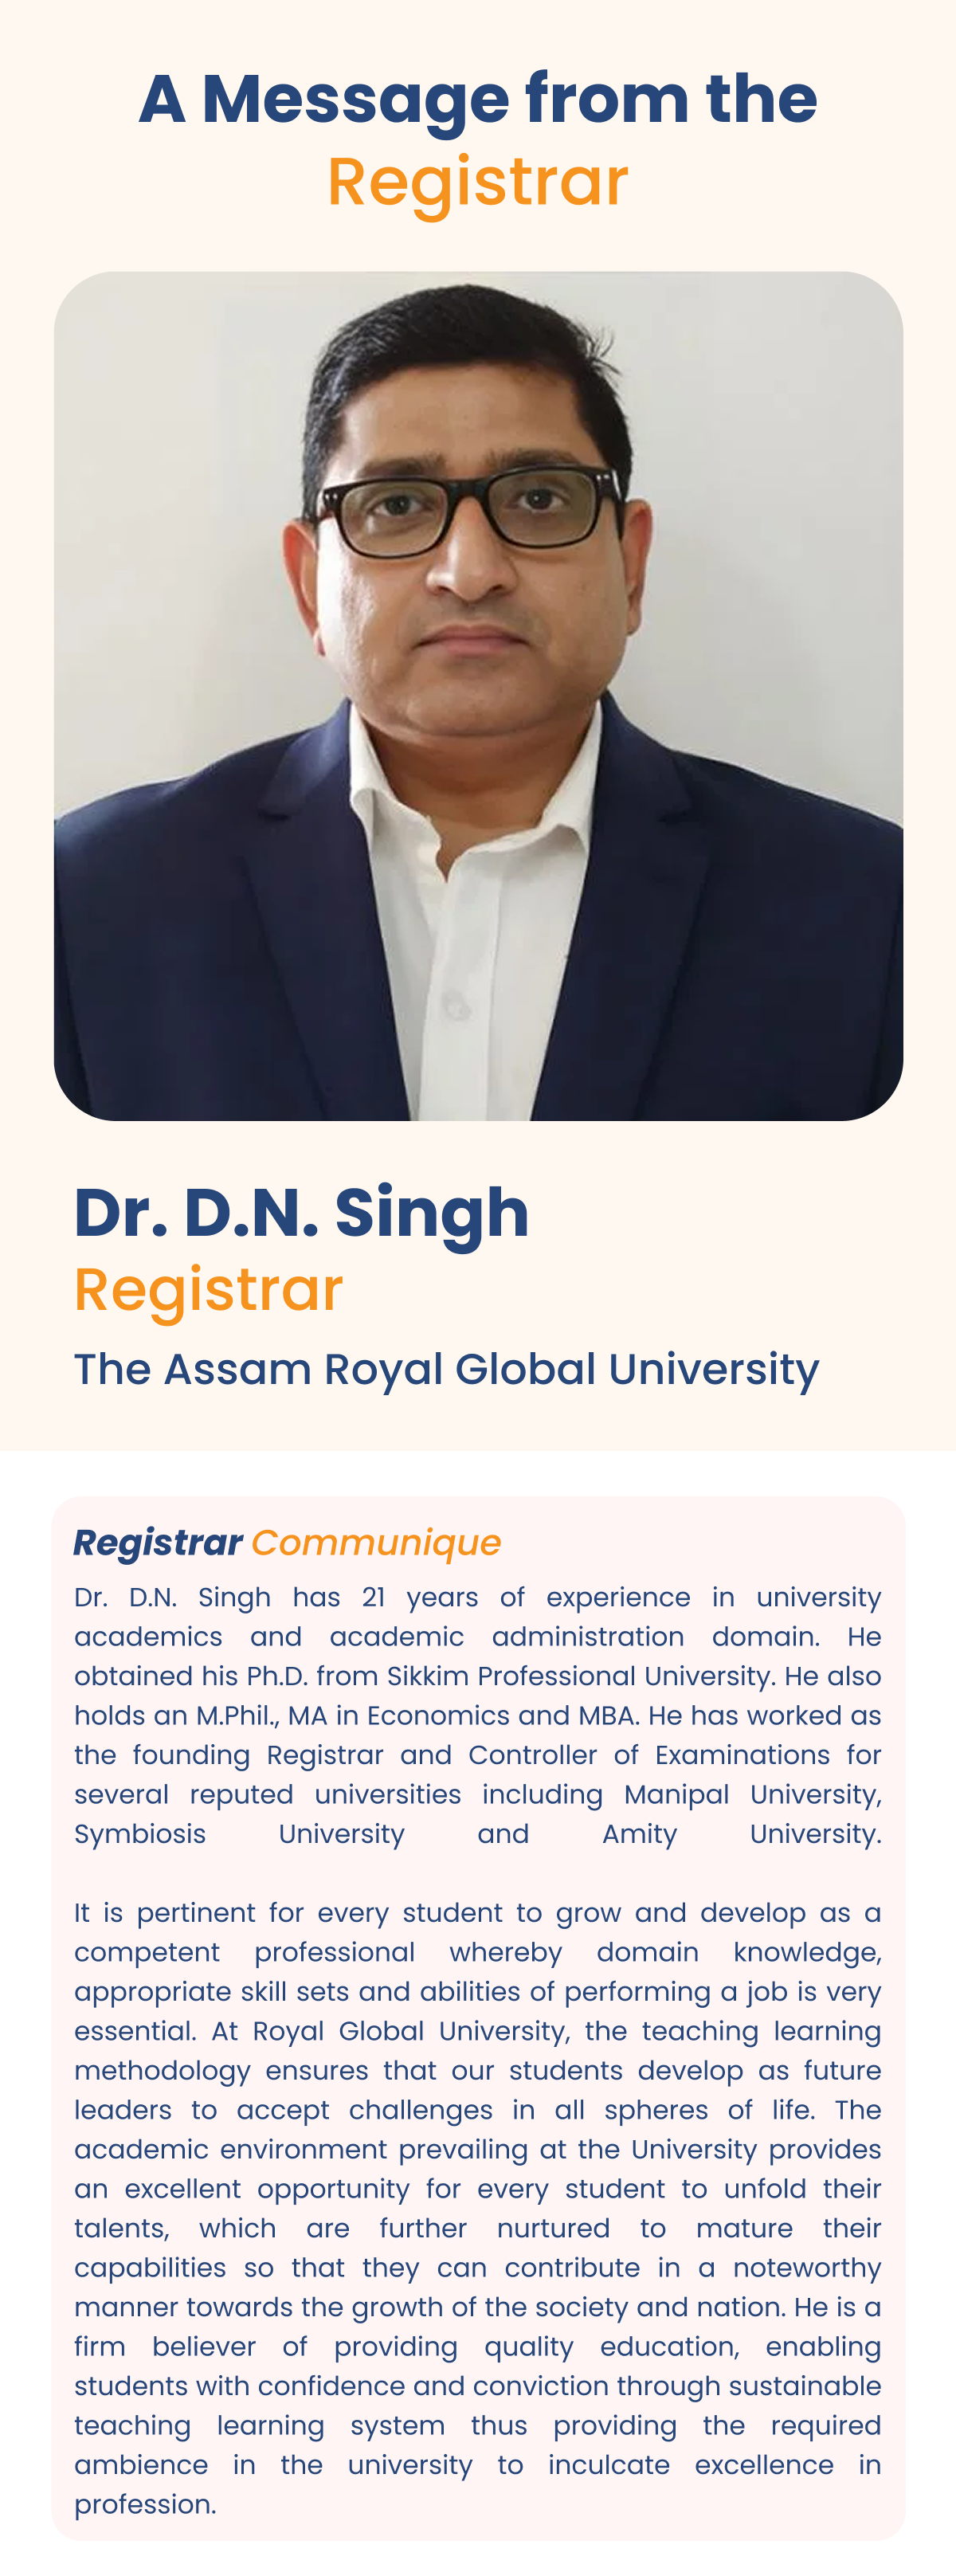 A Message from the
Registrar
Dr. D.N. Singh
Registrar
The Assam Royal Global University
Registrar Communique
Dr. D.N. Singh has 21 years of experience in university
academics and academic administration domain. He
obtained his Ph.D. from Sikkim Professional University. He also
holds an M.Phil., MA in Economics and MBA. He has worked as
the founding Registrar and Controller of Examinations for
several reputed universities including Manipal University,
Symbiosis University and Amity University.
It is pertinent for every student to grow and develop as a
competent professional whereby domain knowledge,
appropriate skill sets and abilities of performing a job is very
essential. At Royal Global University, the teaching learning
methodology ensures that our students develop as future
leaders to accept challenges in all spheres of life. The
academic environment prevailing at the University provides
an excellent opportunity for every student to unfold their
talents, which are further nurtured to mature their
capabilities so that they can contribute in a noteworthy
manner towards the growth of the society and nation. He is a
firm believer of providing quality education, enabling
students with confidence and conviction through sustainable
teaching learning system thus providing the required
ambience in the university to inculcate excellence in
profession.